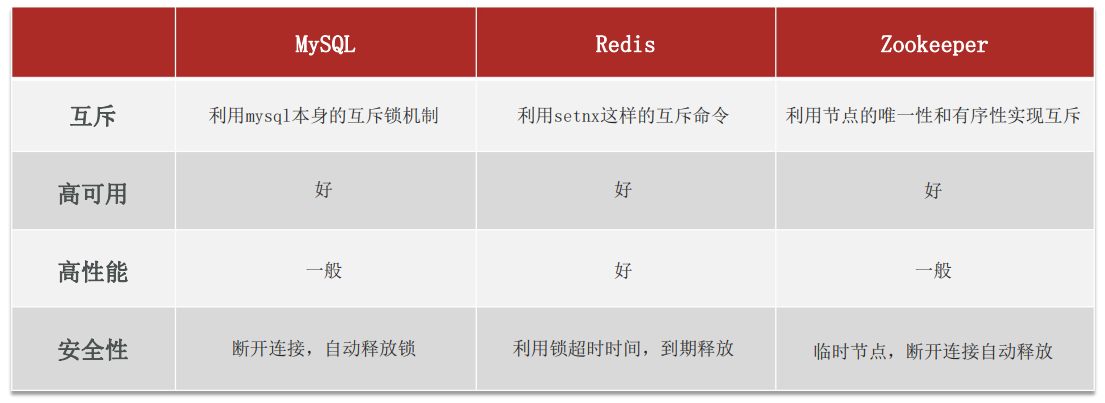 MySQL Redis Zookeeper
互斥 利用mysql本身的互斥锁机制 利用setnx这样的互斥命令 利用节点的唯一性和有序性实现互斥
高可用 好 好 好
高性能 一般 好 一般
安全性 断开连接，自动释放锁 利用锁超时时间，到期释放 临时节点，断开连接自动释放